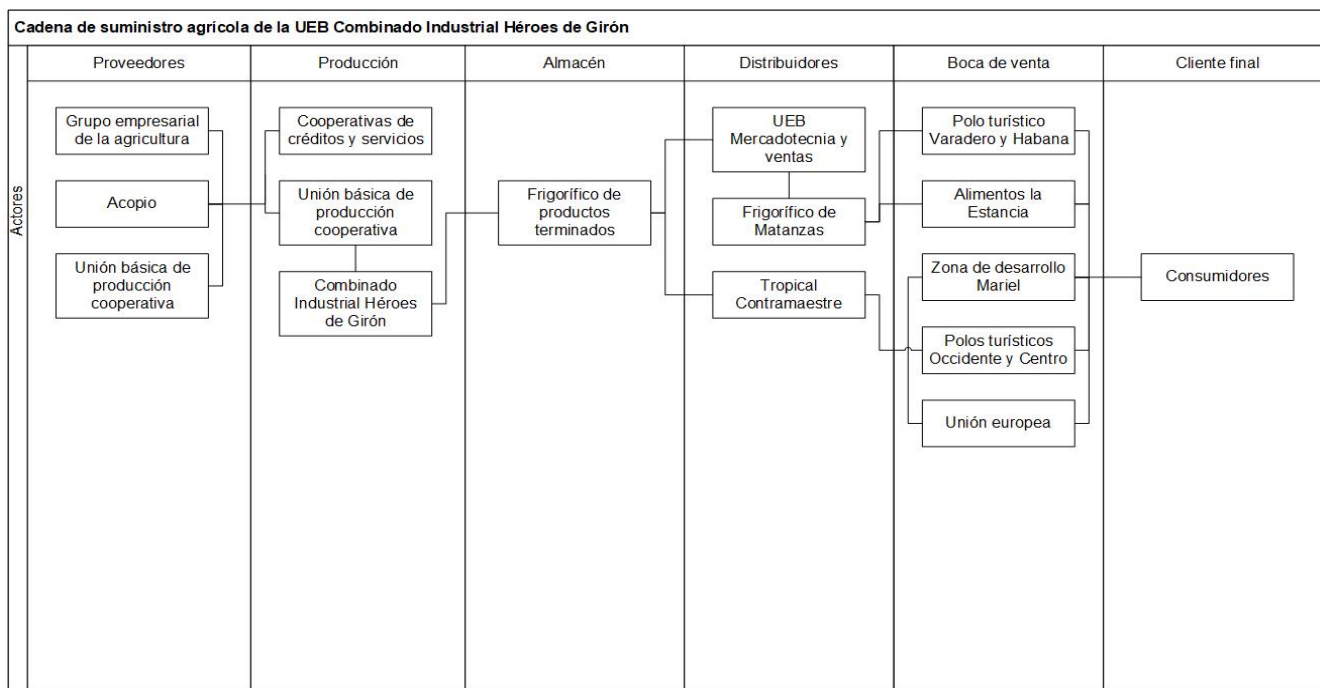 Cadena de suministro agrícola de la UEB Combinado Industrial Héroes de Girón
Actores
Proveedores
Producción
Almacén
Distribuidores
Boca de venta
Cliente final
Grupo empresarial
de la agricultura
Acopio
Unión básica de
producción
cooperativa
Cooperativas de
créditos y servicios
Unión básica de
producción
cooperativa
Combinado
Industrial Héroes
de Girón
Frigorífico de
productos
terminados
UEB
Mercadotecnia y
ventas
Frigorífico de
Matanzas
Tropical
Contramaestre
Polo turístico
Varadero y Habana
Alimentos la
Estancia
Zona de desarrollo
Mariel
Polos turísticos
Occidente y Centro
Unión europea
Consumidores